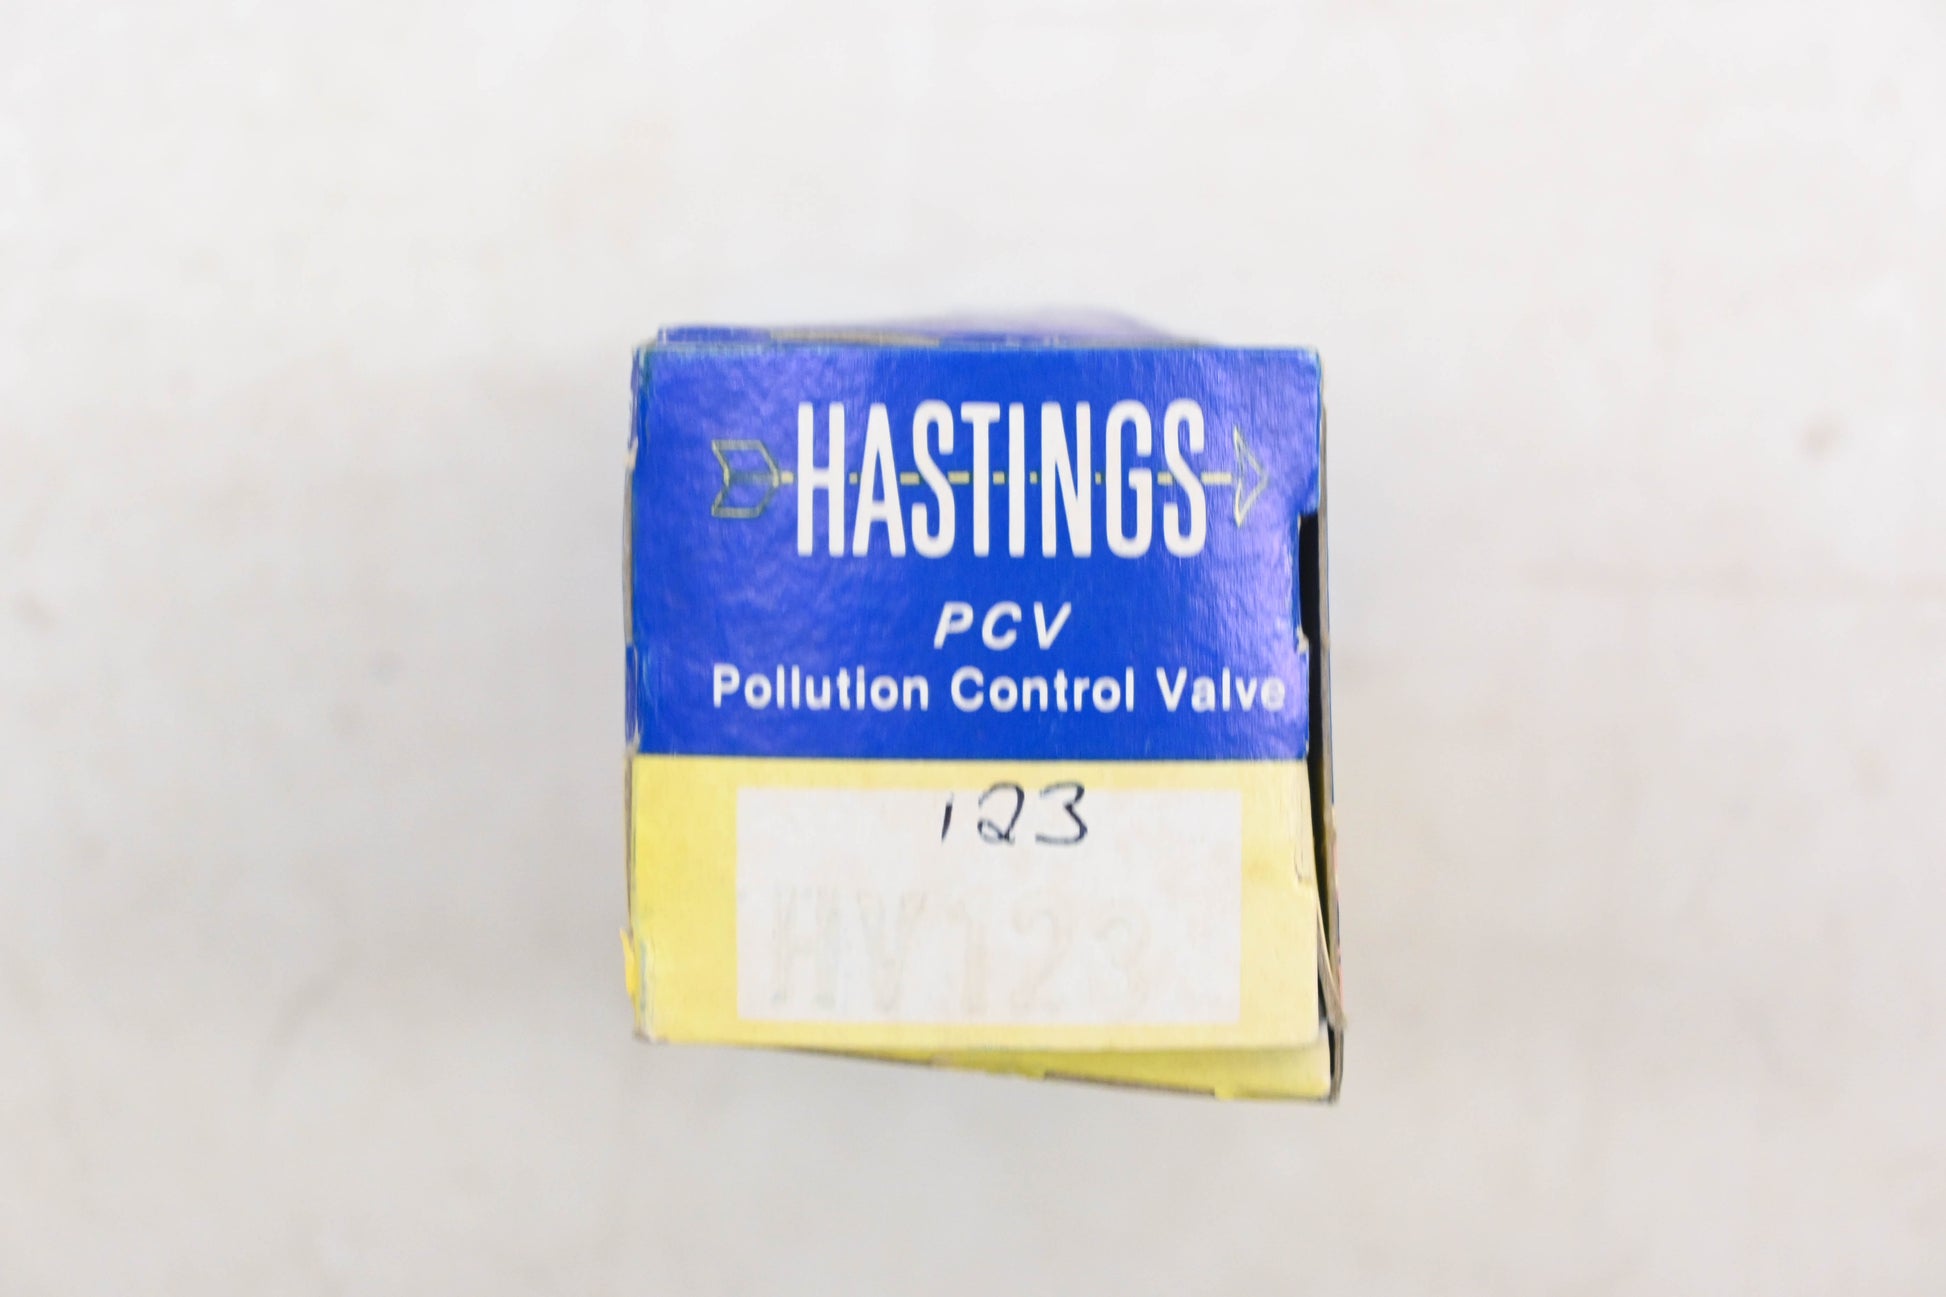 HASTINGS
PCV
Pollution Control Valve
123
HV123